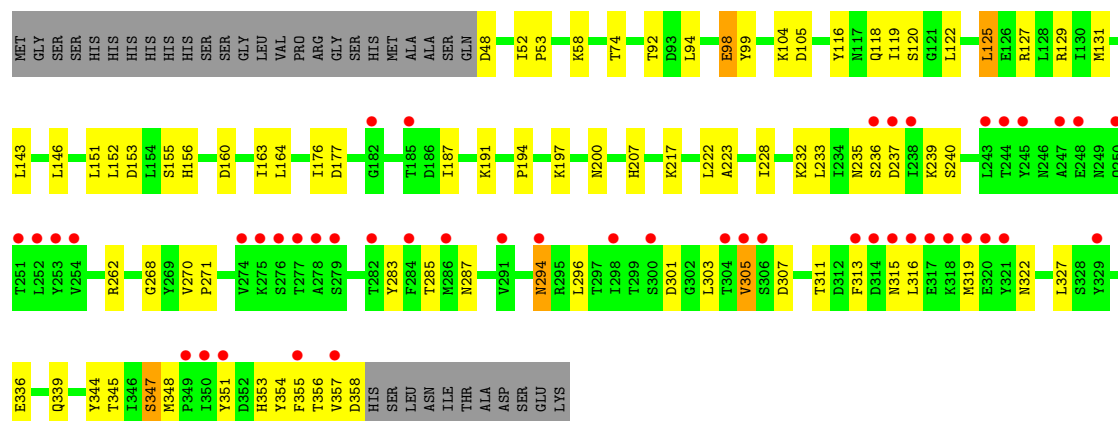 MET GLY SER SER HIS HIS HIS HIS HIS HIS SER SER GLY LEU VAL PRO ARG GLY SER HIS MET ALA ALA SER GLN D48 I52 P53 K58 T74 T92 D93 L94 E98 Y99 K104 D105 Y116 N117 Q118 I119 S120 G121 L122 L125 E126 R127 L128 R129 I130 M131
L143 L146 L151 L152 D153 L154 S155 H156 D160 I163 L164 I176 D177 G182 T185 D186 I187 K191 P194 K197 N200 H207 K217 L222 A223 I228 K232 L233 I234 N235 S236 D237 I238 K239 S240 L243 T244 Y245 N246 A247 E248 N249 Q250
T251 L252 Y253 V254 R262 G268 Y269 V270 P271 V274 K275 S276 T277 A278 S279 T282 Y283 F284 T285 M286 N287 V291 N294 R295 L296 T297 I298 T299 S300 D301 G302 L303 T304 V305 S306 D307 T311 D312 F313 D314 N315 L316 E317 K318 M319 E320 Y321 N322 L327 S328 Y329
E336 Q339 Y344 T345 I346 S347 M348 P349 I350 Y351 D352 H353 Y354 F355 T356 V357 D358 HIS SER LEU ASN ILE THR ALA ASP SER GLU LYS